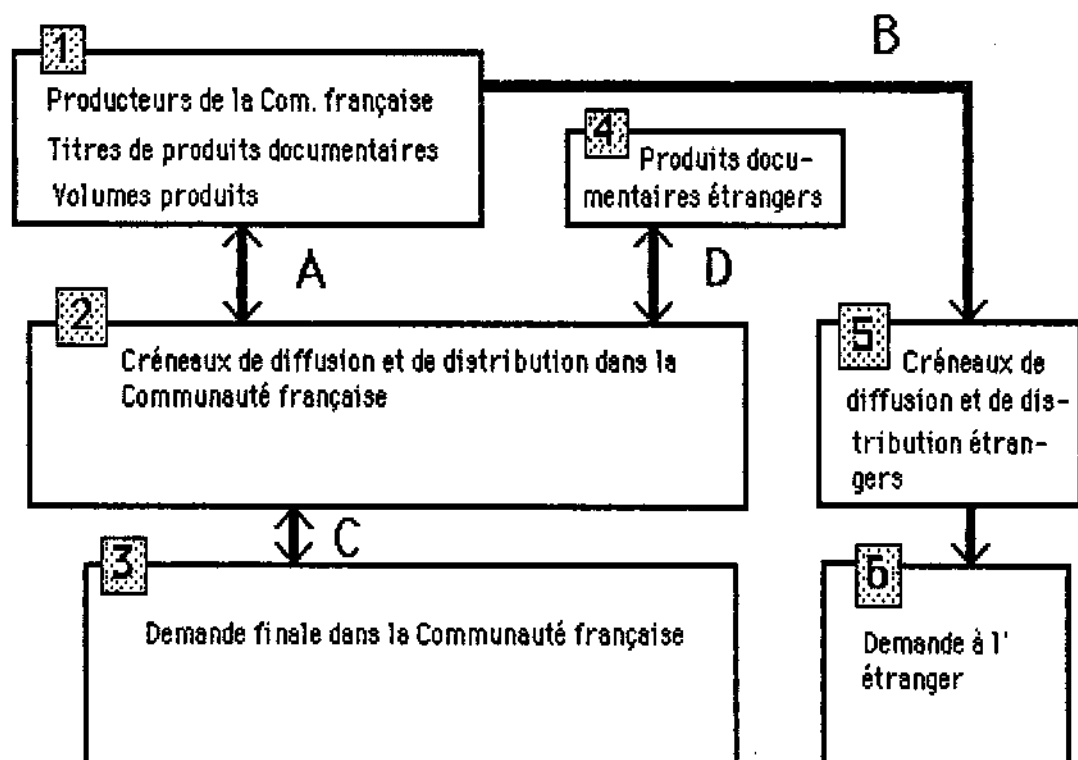 B
1
Producteurs de la Com. française
Titres de produits documentaires
Volumes produits
4
Produits docu-
mentaires étrangers
A
D
2
Créneaux de diffusion et de distribution dans la
Communauté française
5
Créneaux de
diffusion et de dis-
tribution étran-
gers
C
3
Demande finale dans la Communauté française
6
Demande à l'
étranger